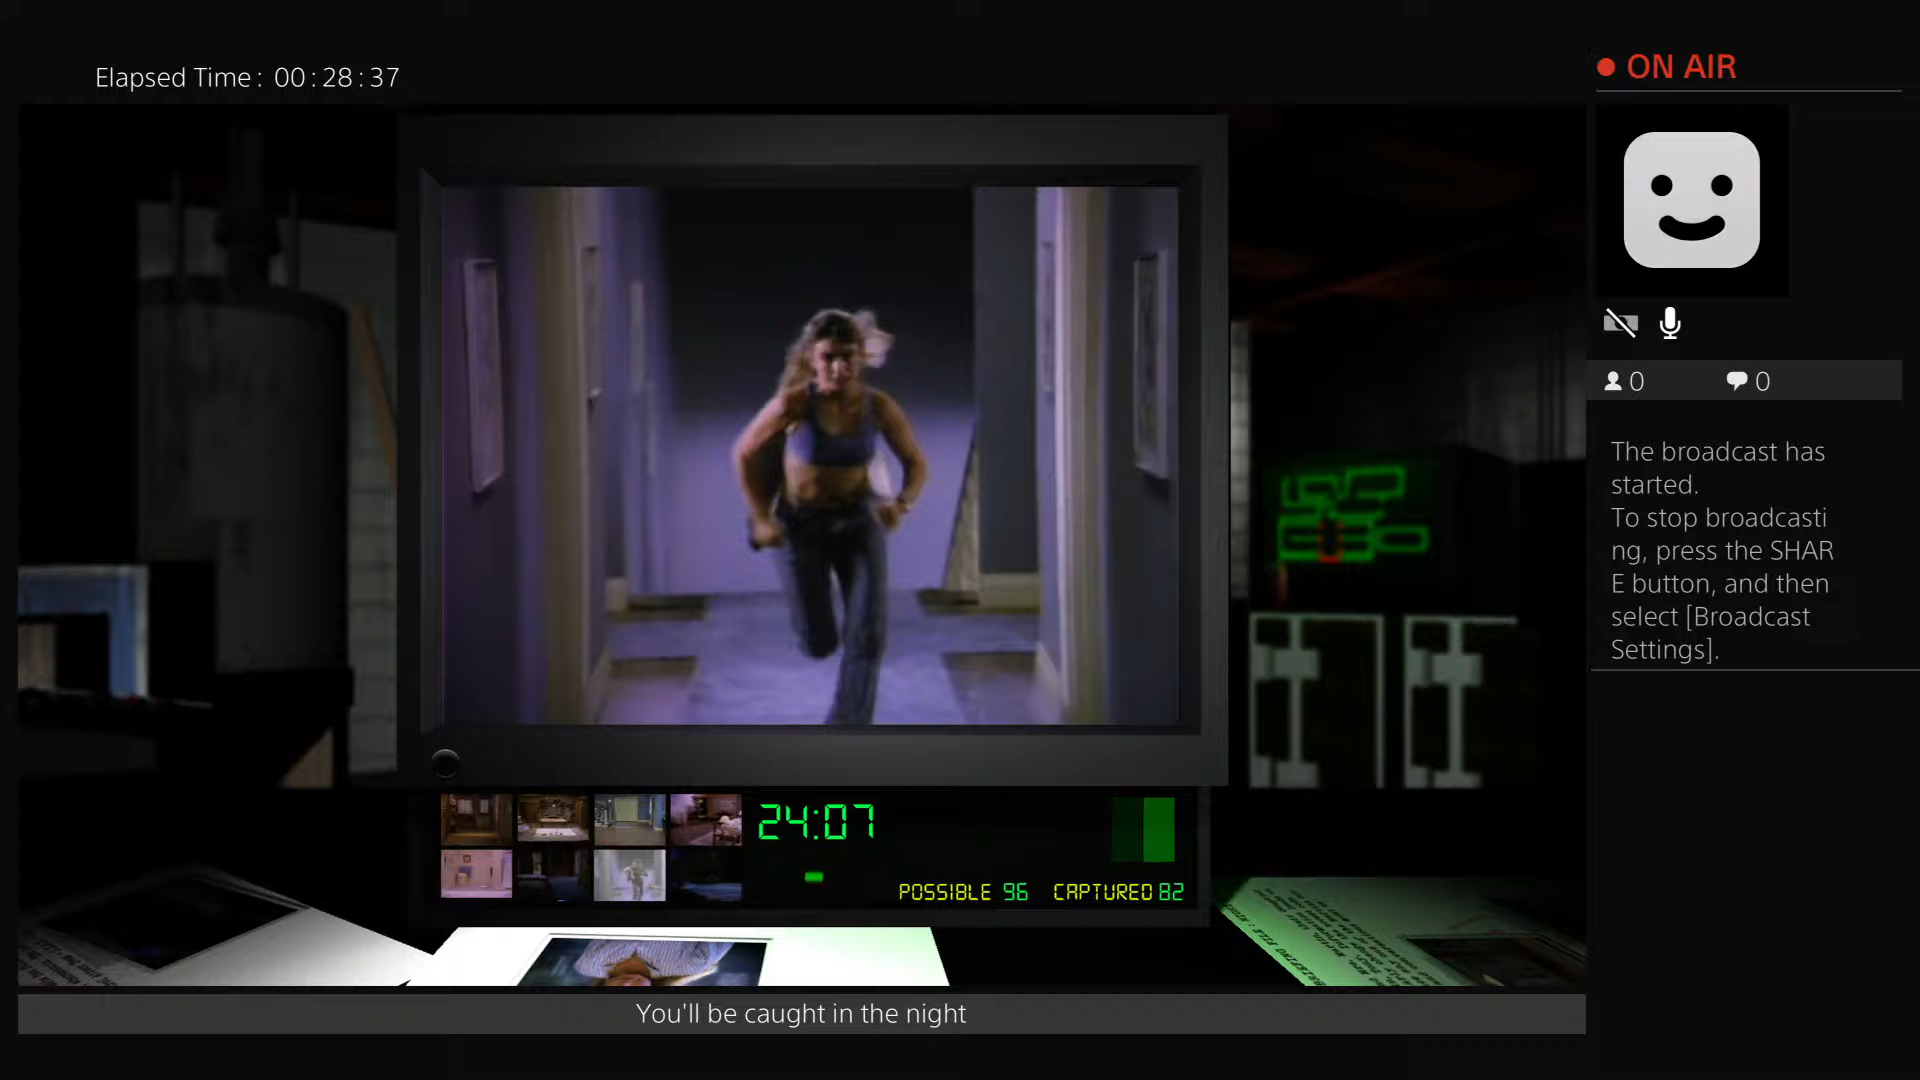 Elapsed Time: 00:28:37
ON AIR
0 0
The broadcast has
started.
To stop broadcasti
ng, press the SHAR
E button, and then
select [Broadcast
Settings].
24:07
POSSIBLE 96 CAPTURED 82
You'll be caught in the night